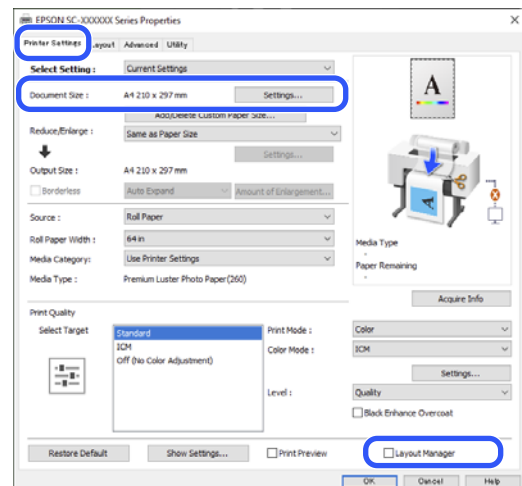 EPSON SC-XXXXXX Series Properties
Printer Settings Layout Advanced Utility
Select Setting : Current Settings
Document Size : A4 210 x 297 mm Settings...
Add/Delete Custom Paper Size...
Reduce/Enlarge : Same as Paper Size
Settings...
Output Size : A4 210 x 297 mm
Borderless Auto Expand Amount of Enlargement...
Source : Roll Paper
Roll Paper Width : 64 in
Media Category: Use Printer Settings
Media Type : Premium Luster Photo Paper(260)
A
Media Type
-
Paper Remaining
-
Acquire Info
Print Quality
Select Target Standard
ICM
Off (No Color Adjustment)
Print Mode : Color
Color Mode : ICM
Settings...
Level : Quality
Black Enhance Overcoat
Restore Default Show Settings... Print Preview Layout Manager
OK Cancel Help